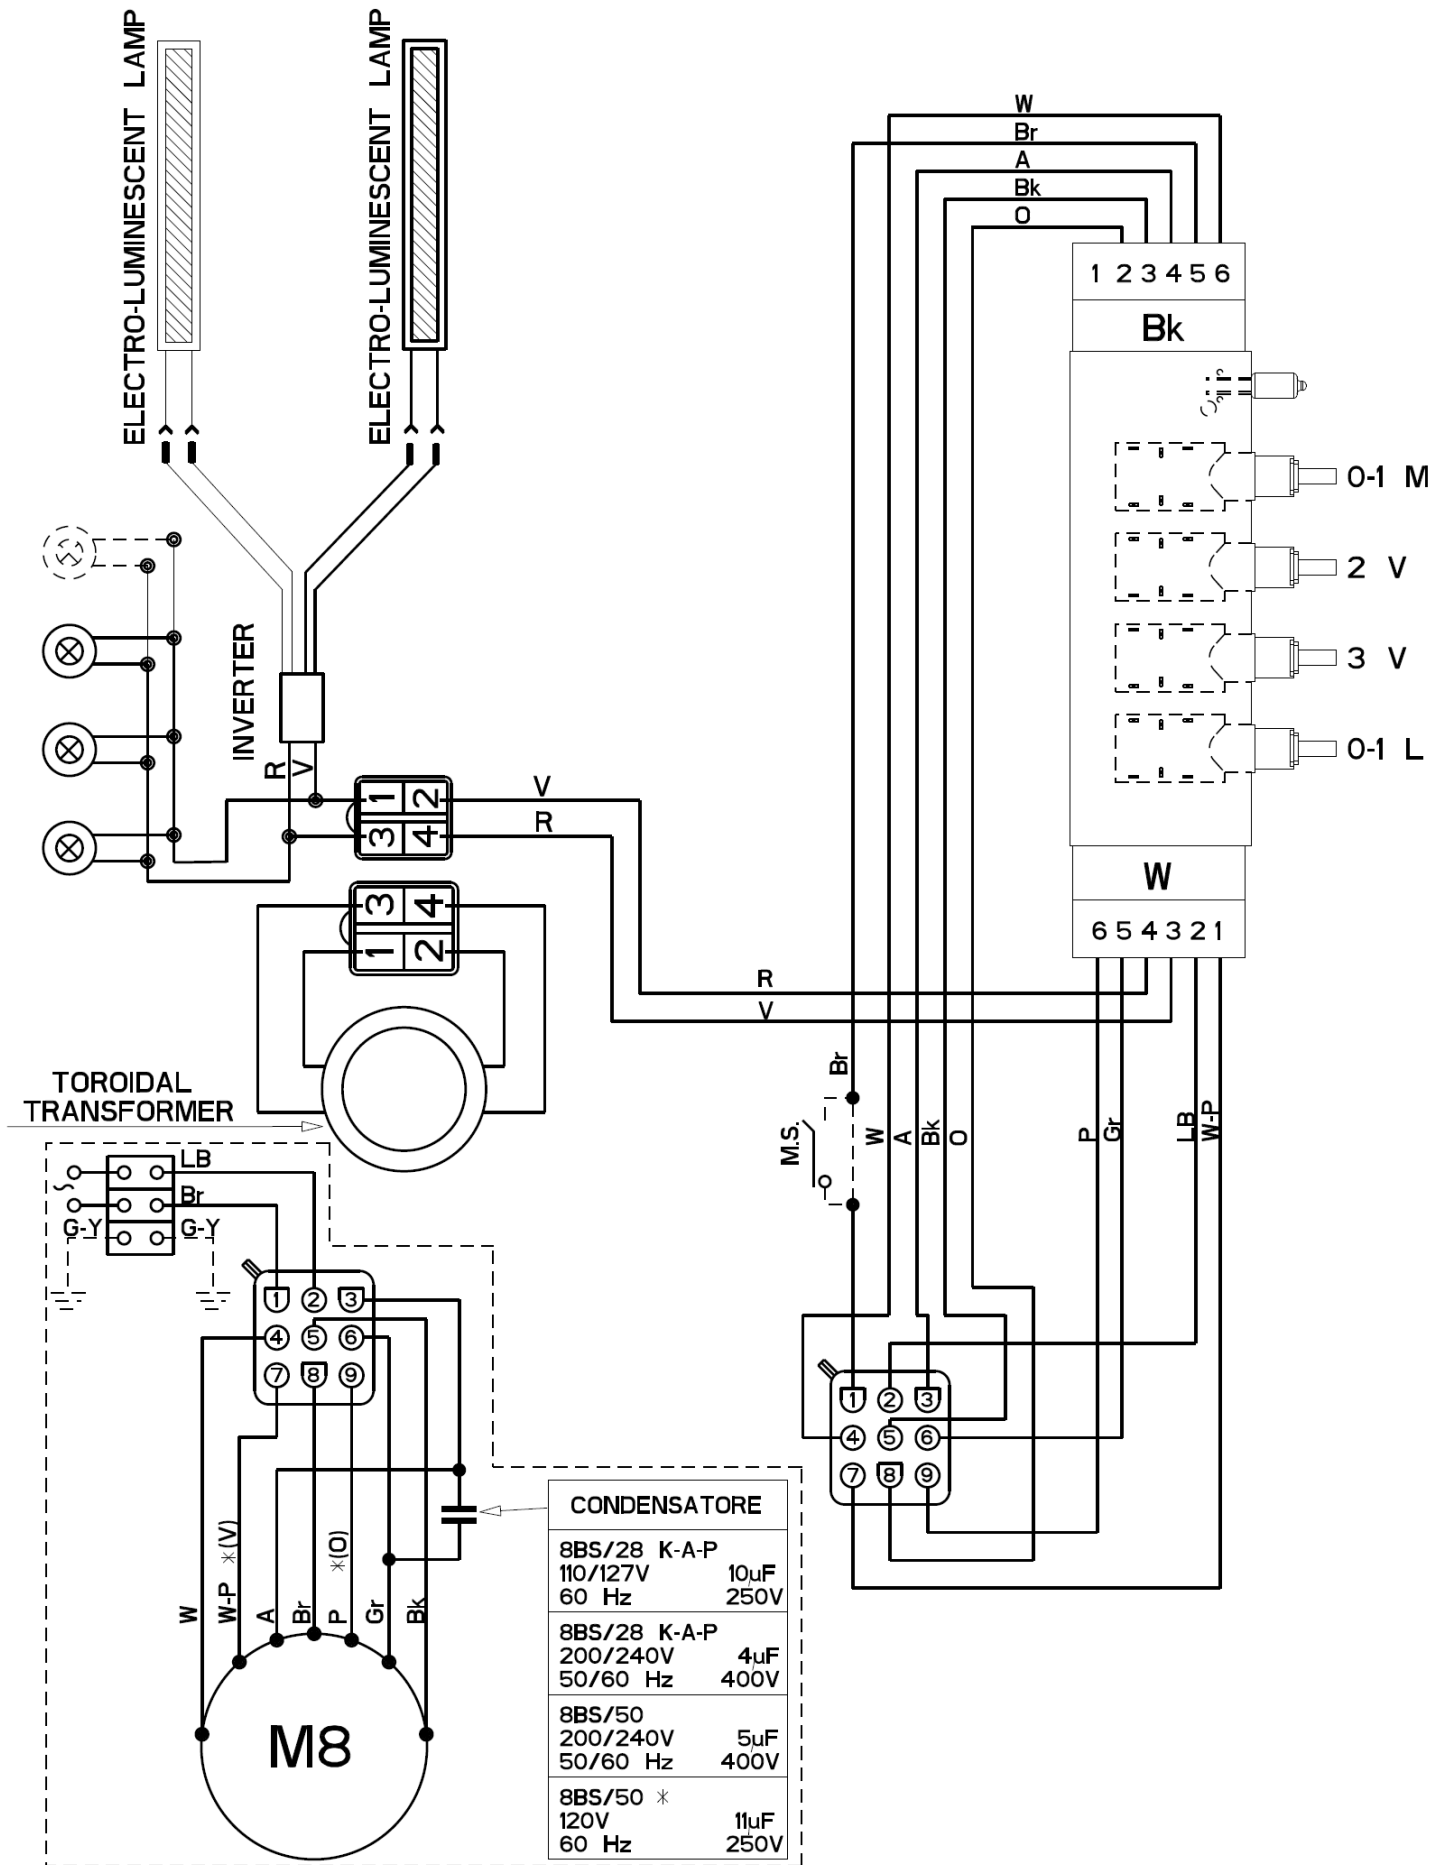 ELECTRO-LUMINESCENT LAMP
ELECTRO-LUMINESCENT LAMP
W
Br
A
Bk
O
1 2 3 4 5 6
Bk
0-1 M
2 V
3 V
0-1 L
INVERTER
R
V
1 2
3 4
V
R
W
6 5 4 3 2 1
3 4
1 2
R
V
TOROIDAL
TRANSFORMER
Br
M.S.
W
A
Bk
O
P
Gr
LB
W-P
LB
~
Br
G-Y
G-Y
1 2 3
4 5 6
7 8 9
1 2 3
4 5 6
7 8 9
W
W-P *(V)
A
Br
P *(O)
Gr
Bk
M8
CONDENSATORE
8BS/28 K-A-P
110/127V 10µF
60 Hz 250V
8BS/28 K-A-P
200/240V 4µF
50/60 Hz 400V
8BS/50
200/240V 5µF
50/60 Hz 400V
8BS/50 *
120V 11µF
60 Hz 250V